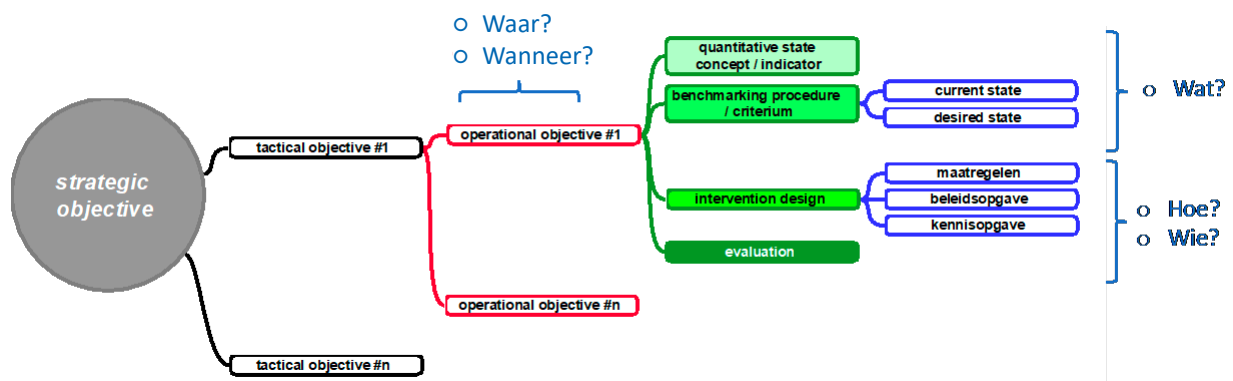 ○ Waar?
○ Wanneer?
quantitative state
concept / indicator
benchmarking procedure
/ criterium
current state
desired state
○ Wat?
strategic
objective
tactical objective #1
operational objective #1
intervention design
maatregelen
beleidsopgave
kennisopgave
○ Hoe?
○ Wie?
evaluation
operational objective #n
tactical objective #n